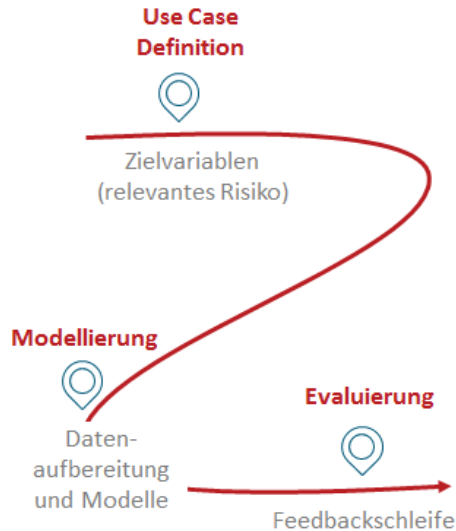 Use Case
Definition
Zielvariablen
(relevantes Risiko)
Modellierung
Daten-
aufbereitung
und Modelle
Evaluierung
Feedbackschleife